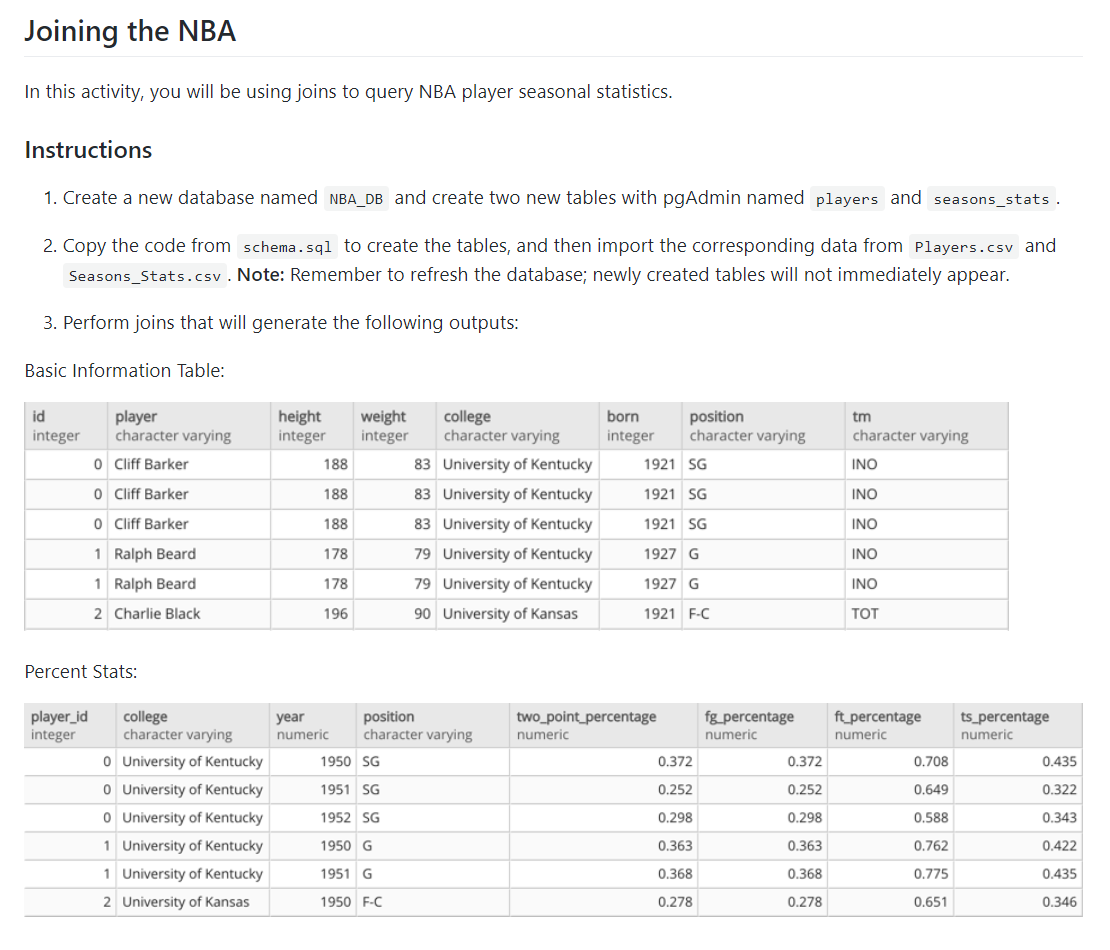 Joining the NBA
In this activity, you will be using joins to query NBA player seasonal statistics.
Instructions
1. Create a new database named NBA_DB and create two new tables with pgAdmin named players and seasons_stats .
2. Copy the code from schema.sql to create the tables, and then import the corresponding data from Players.csv and
Seasons_Stats.csv . Note: Remember to refresh the database; newly created tables will not immediately appear.
3. Perform joins that will generate the following outputs:
Basic Information Table:
id player height weight college born position tm
integer character varying integer integer character varying integer character varying character varying
0 Cliff Barker 188 83 University of Kentucky 1921 SG INO
0 Cliff Barker 188 83 University of Kentucky 1921 SG INO
0 Cliff Barker 188 83 University of Kentucky 1921 SG INO
1 Ralph Beard 178 79 University of Kentucky 1927 G INO
1 Ralph Beard 178 79 University of Kentucky 1927 G INO
2 Charlie Black 196 90 University of Kansas 1921 F-C TOT
Percent Stats:
player_id college year position two_point_percentage fg_percentage ft_percentage ts_percentage
integer character varying numeric character varying numeric numeric numeric numeric
0 University of Kentucky 1950 SG 0.372 0.372 0.708 0.435
0 University of Kentucky 1951 SG 0.252 0.252 0.649 0.322
0 University of Kentucky 1952 SG 0.298 0.298 0.588 0.343
1 University of Kentucky 1950 G 0.363 0.363 0.762 0.422
1 University of Kentucky 1951 G 0.368 0.368 0.775 0.435
2 University of Kansas 1950 F-C 0.278 0.278 0.651 0.346